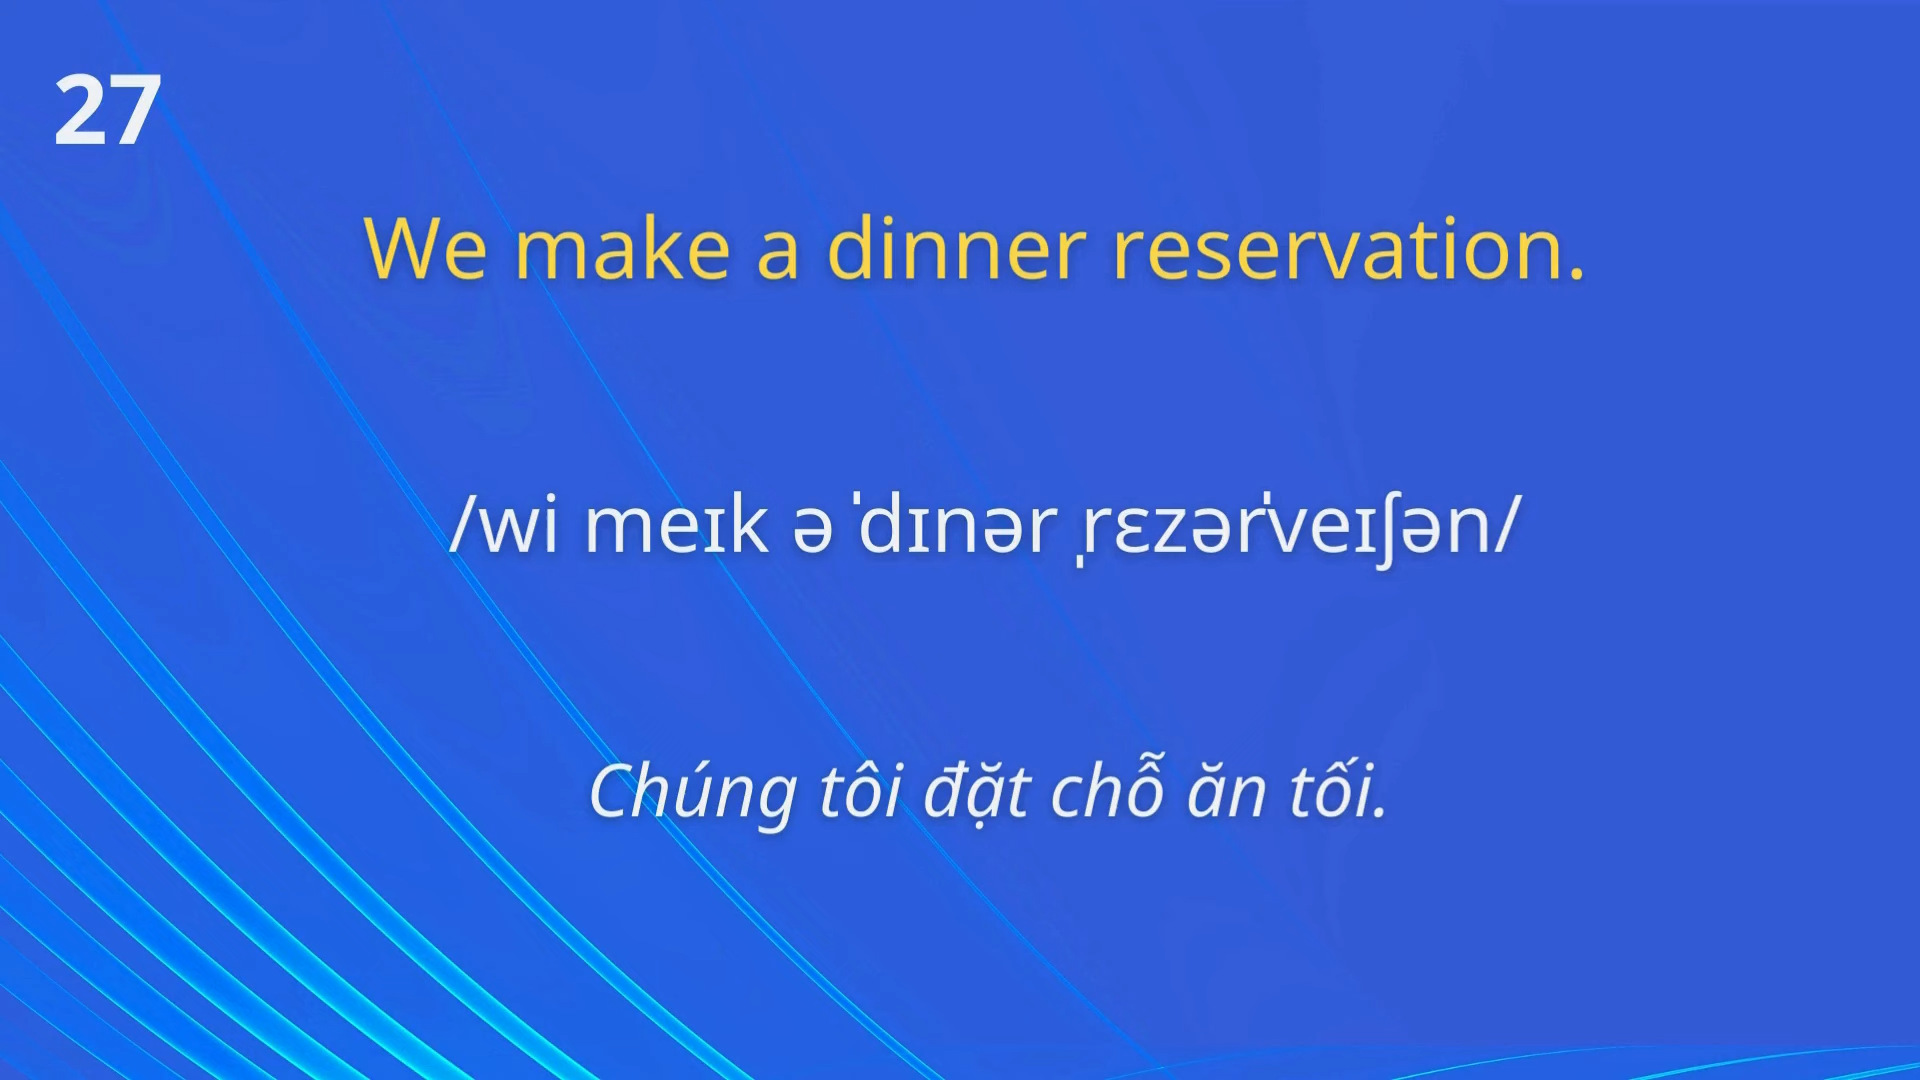 27
We make a dinner reservation.
/wi meɪk ə ˈdɪnər ˌrɛzərˈveɪʃən/
Chúng tôi đặt chỗ ăn tối.